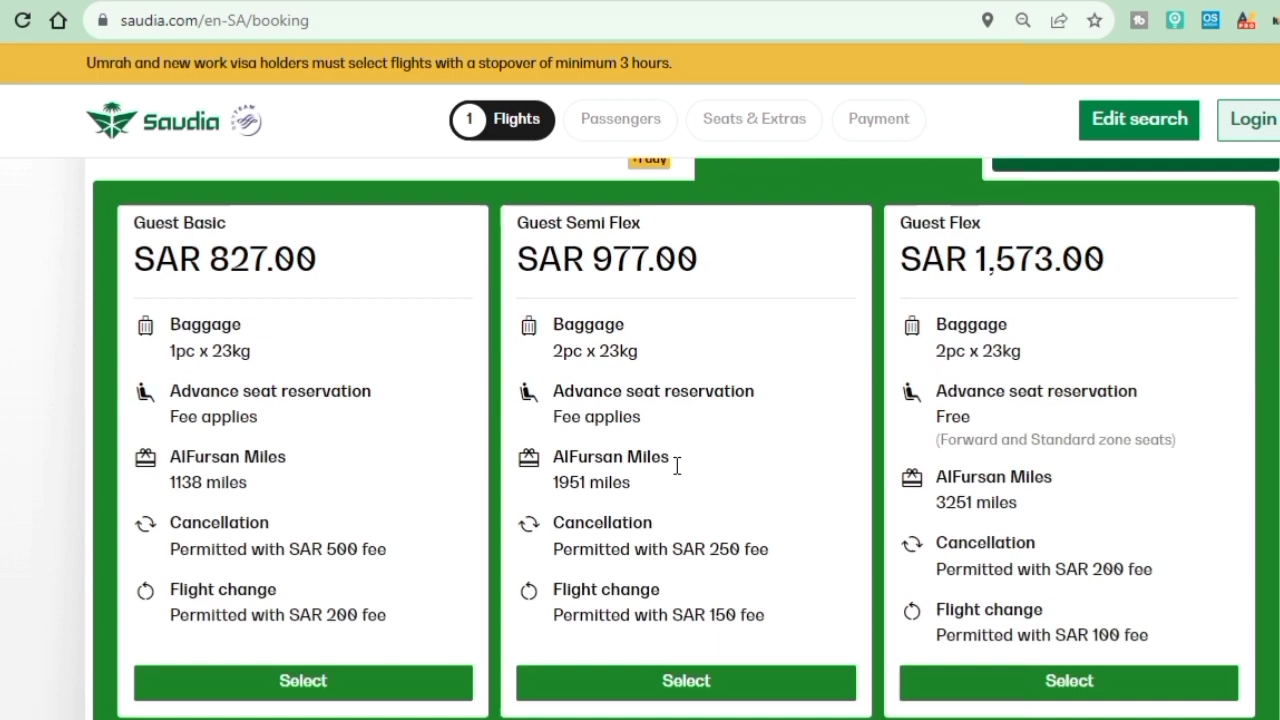 saudia.com/en-SA/booking
Umrah and new work visa holders must select flights with a stopover of minimum 3 hours.
Saudia
1 Flights
Passengers
Seats & Extras
Payment
Edit search
Login
+1 day
Guest Basic
SAR 827.00
Baggage
1pc x 23kg
Advance seat reservation
Fee applies
AlFursan Miles
1138 miles
Cancellation
Permitted with SAR 500 fee
Flight change
Permitted with SAR 200 fee
Select
Guest Semi Flex
SAR 977.00
Baggage
2pc x 23kg
Advance seat reservation
Fee applies
AlFursan Miles
1951 miles
Cancellation
Permitted with SAR 250 fee
Flight change
Permitted with SAR 150 fee
Select
Guest Flex
SAR 1,573.00
Baggage
2pc x 23kg
Advance seat reservation
Free
(Forward and Standard zone seats)
AlFursan Miles
3251 miles
Cancellation
Permitted with SAR 200 fee
Flight change
Permitted with SAR 100 fee
Select